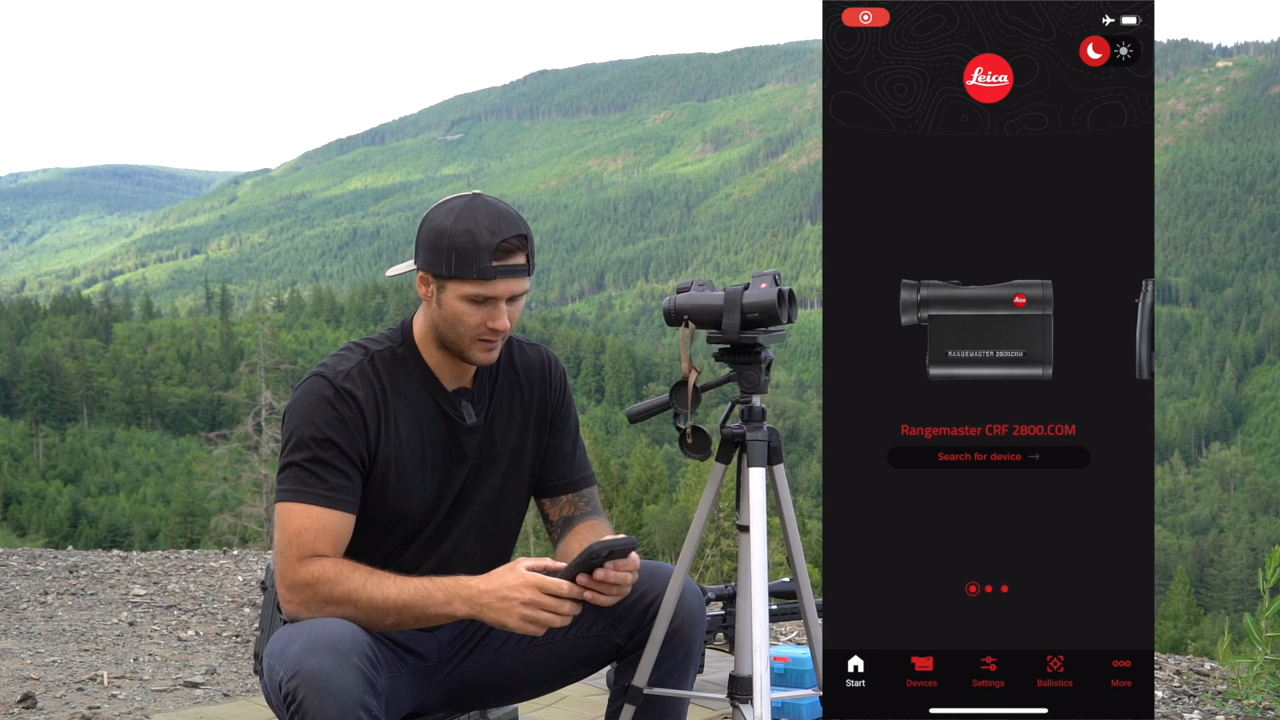 Leica
RANGEMASTER 2800.COM
Rangemaster CRF 2800.COM
Search for device →
Start
Devices
Settings
Ballistics
More